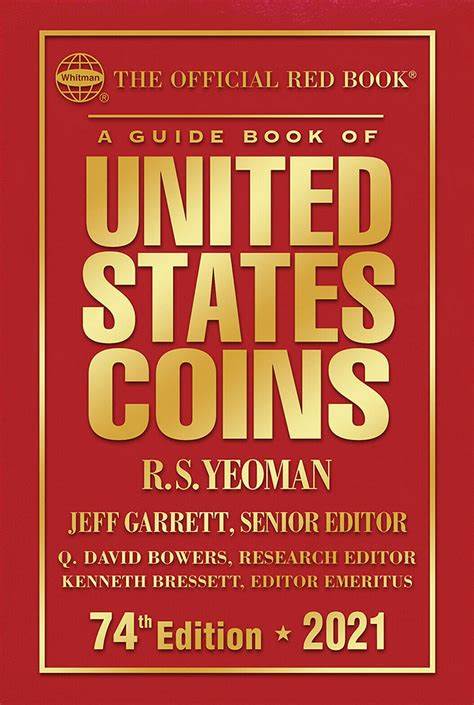 Whitman®
THE OFFICIAL RED BOOK®
A GUIDE BOOK OF
UNITED
STATES
COINS
R.S. YEOMAN
JEFF GARRETT, SENIOR EDITOR
Q. DAVID BOWERS, RESEARCH EDITOR
KENNETH BRESSETT, EDITOR EMERITUS
74th Edition ★ 2021